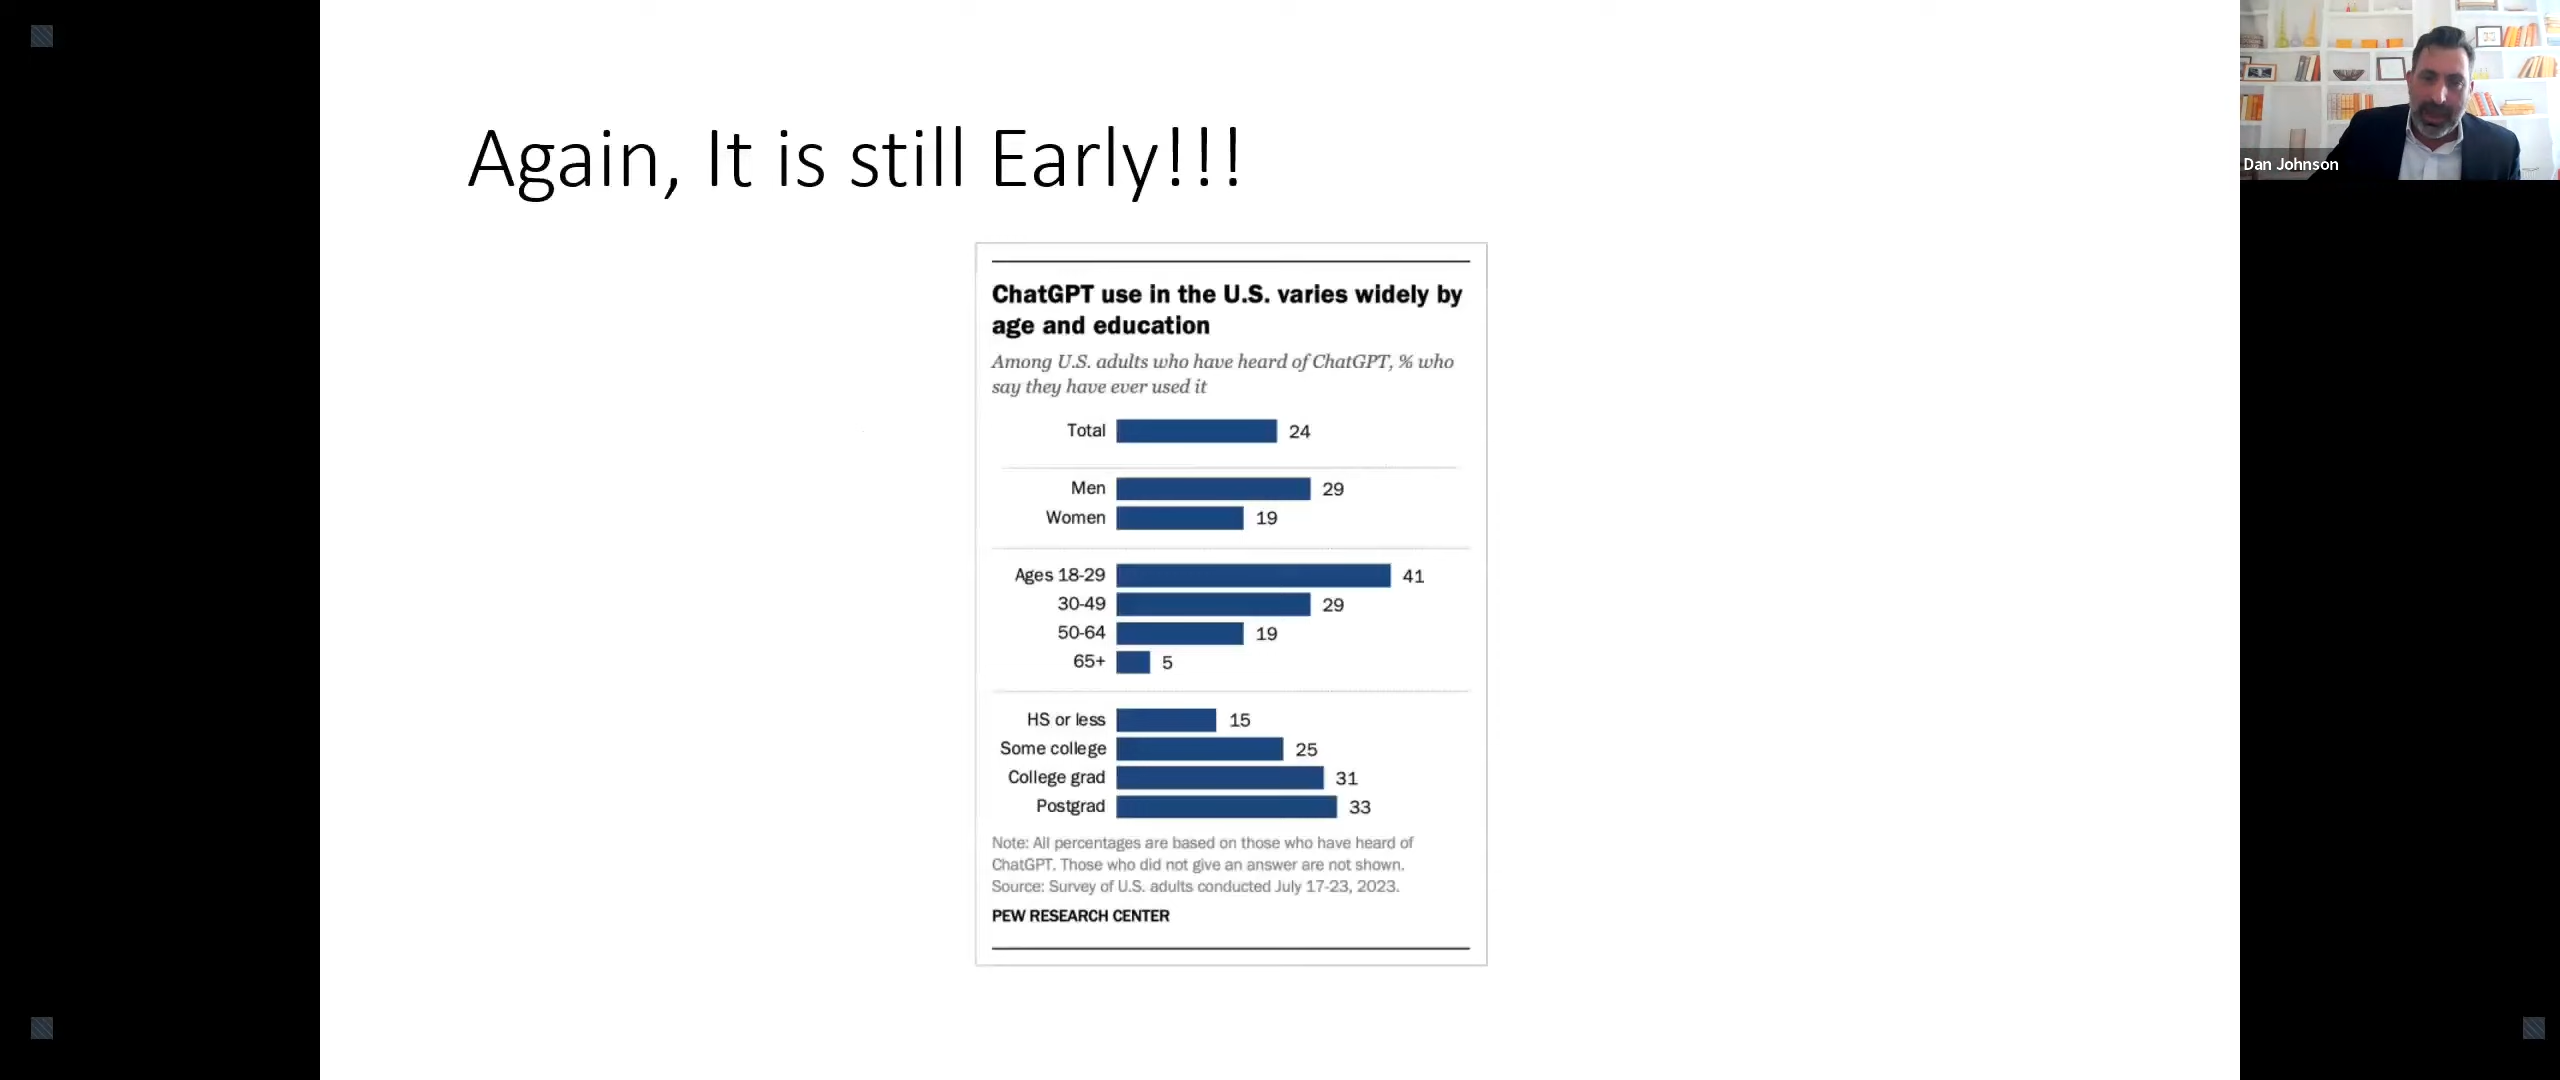 Again, It is still Early!!!
Dan Johnson
ChatGPT use in the U.S. varies widely by
age and education
Among U.S. adults who have heard of ChatGPT, % who
say they have ever used it
Total 24
Men 29
Women 19
Ages 18-29 41
30-49 29
50-64 19
65+ 5
HS or less 15
Some college 25
College grad 31
Postgrad 33
Note: All percentages are based on those who have heard of
ChatGPT. Those who did not give an answer are not shown.
Source: Survey of U.S. adults conducted July 17-23, 2023.
PEW RESEARCH CENTER